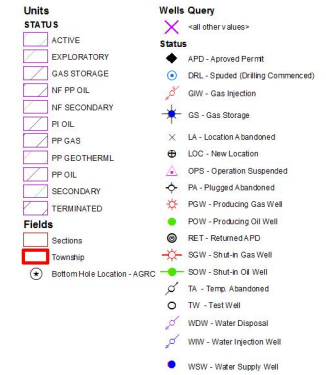 Units
STATUS
ACTIVE
EXPLORATORY
GAS STORAGE
NF PP OIL
NF SECONDARY
PI OIL
PP GAS
PP GEOTHERML
PP OIL
SECONDARY
TERMINATED
Fields
Sections
Township
Bottom Hole Location - AGRC
Wells Query
<all other values>
Status
APD - Aproved Permit
DRL - Spuded (Drilling Commenced)
GIW - Gas Injection
GS - Gas Storage
LA - Location Abandoned
LOC - New Location
OPS - Operation Suspended
PA - Plugged Abandoned
PGW - Producing Gas Well
POW - Producing Oil Well
RET - Returned APD
SGW - Shut-in Gas Well
SOW - Shut-in Oil Well
TA - Temp. Abandoned
TW - Test Well
WDW - Water Disposal
WIW - Water Injection Well
WSW - Water Supply Well